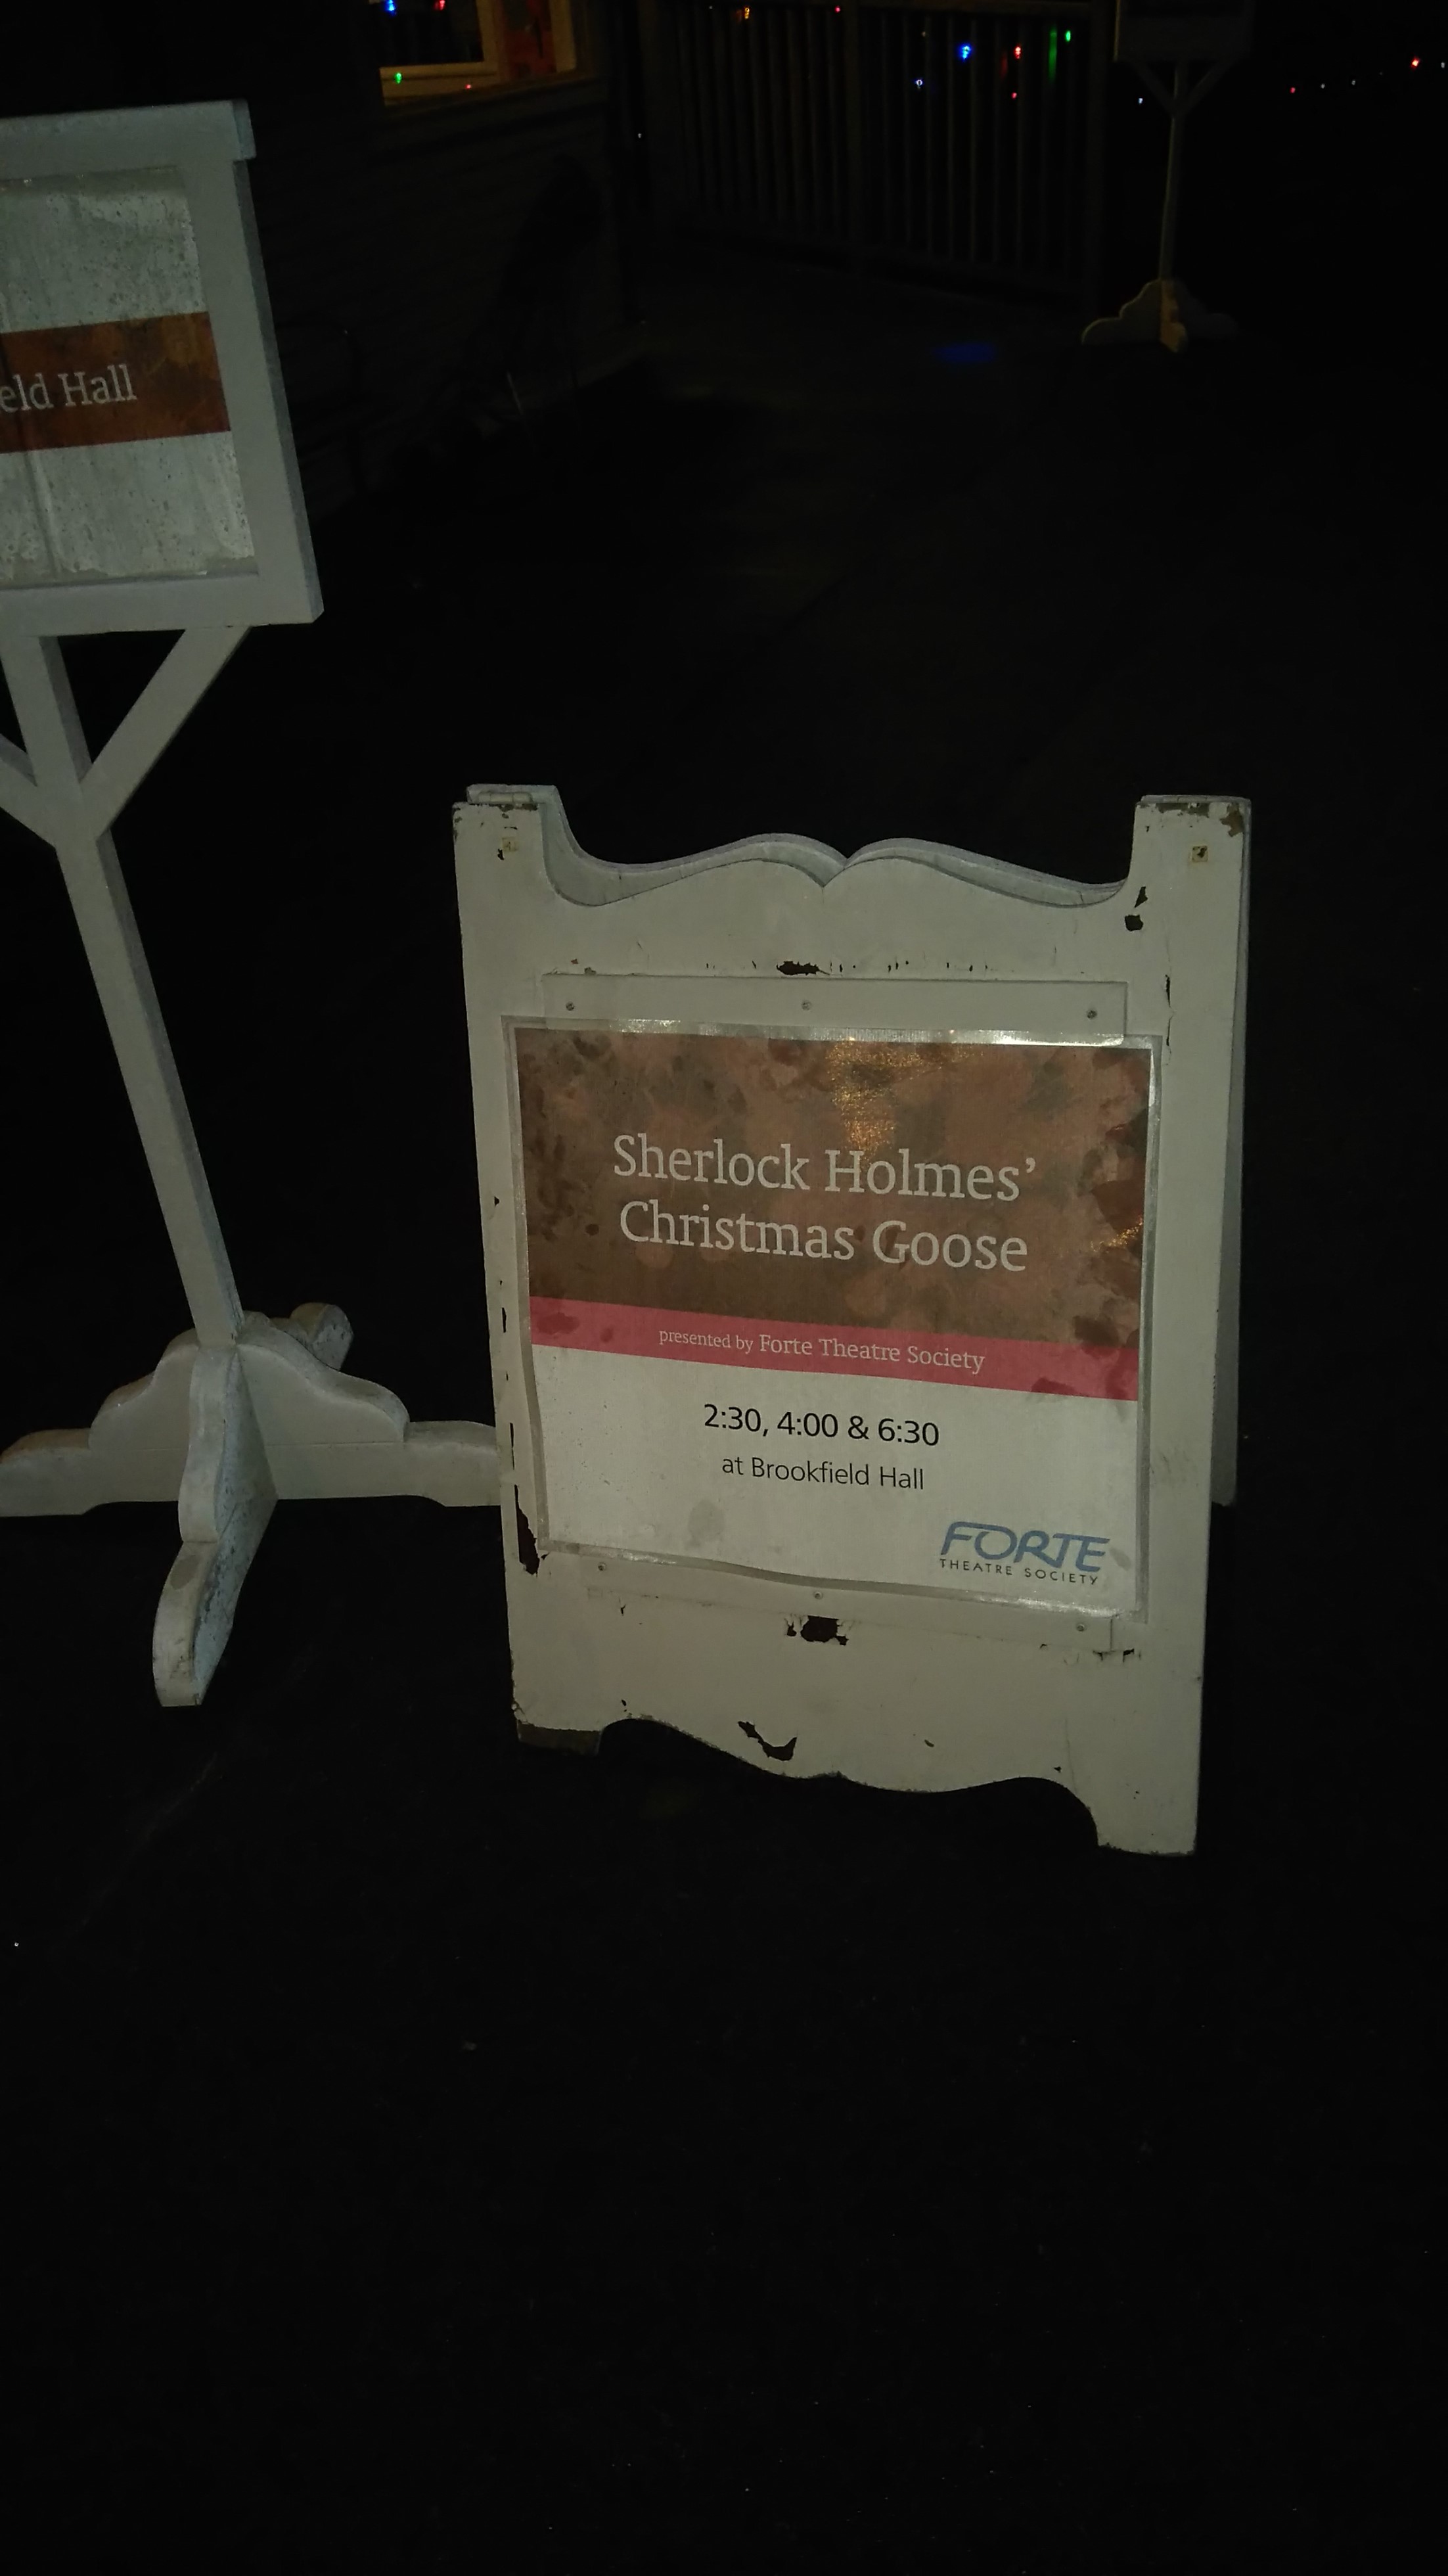 eld Hall
Sherlock Holmes’
Christmas Goose
presented by Forte Theatre Society
2:30, 4:00 & 6:30
at Brookfield Hall
FORTE
THEATRE SOCIETY